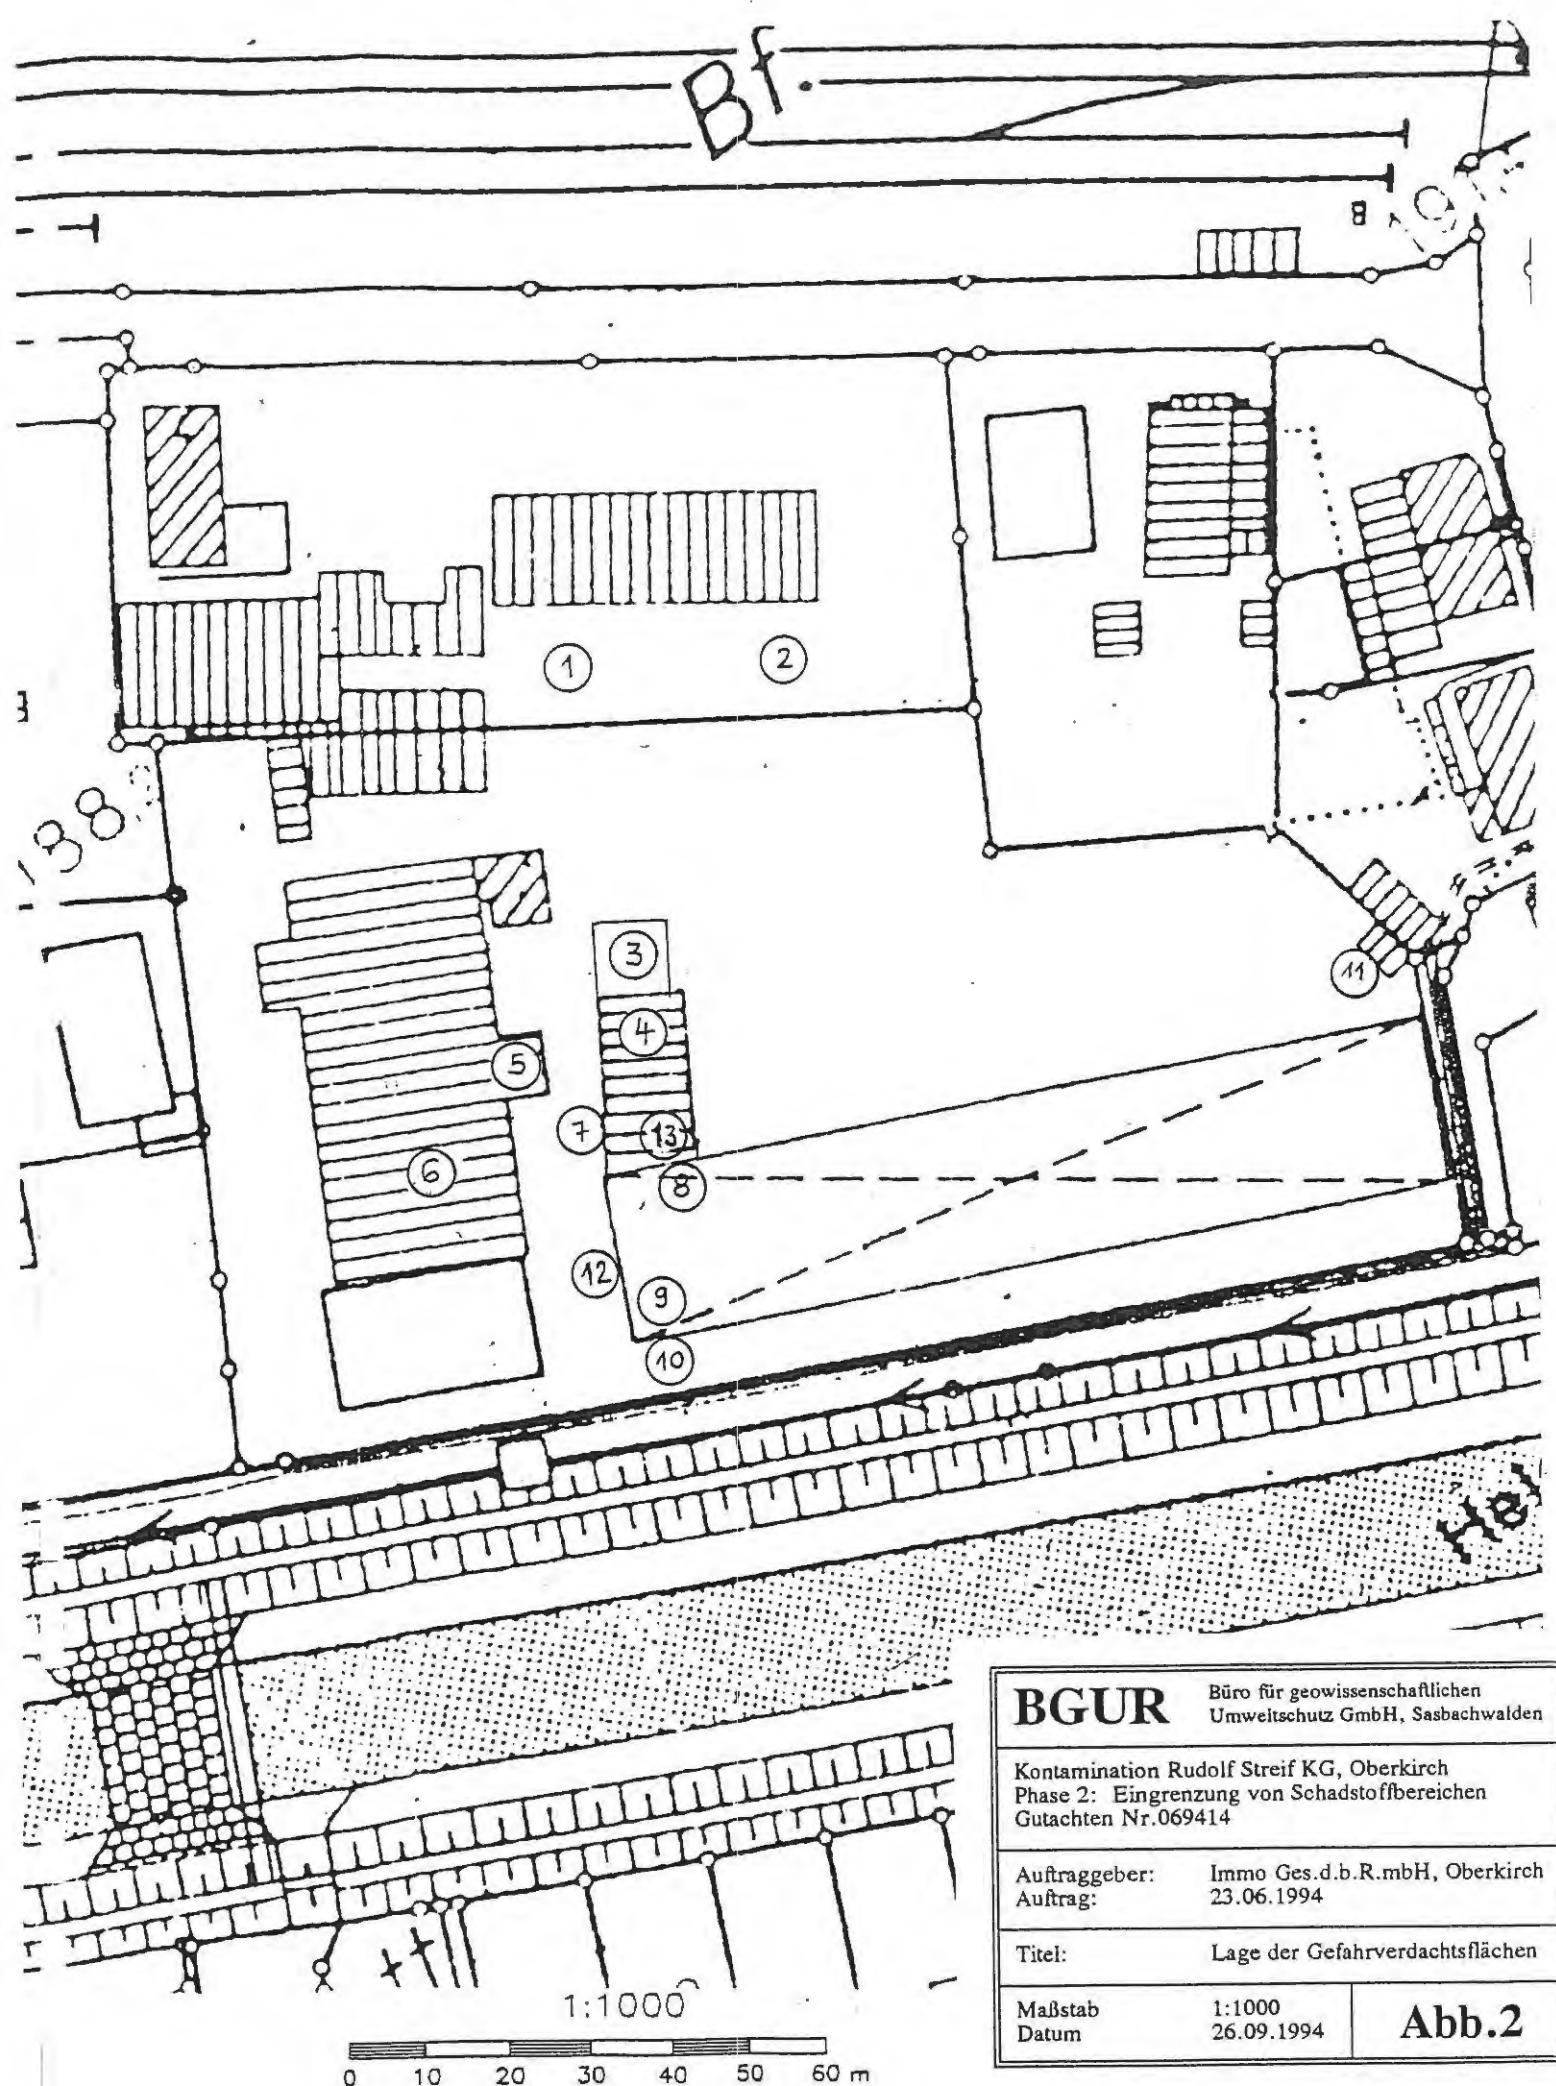 Bf.
1
2
3
4
5
6
7
13
8
12
9
10
11
BGUR
Büro für geowissenschaftlichen
Umweltschutz GmbH, Sasbachwalden
Kontamination Rudolf Streif KG, Oberkirch
Phase 2: Eingrenzung von Schadstoffbereichen
Gutachten Nr.069414
Auftraggeber: Immo Ges.d.b.R.mbH, Oberkirch
Auftrag: 23.06.1994
Titel: Lage der Gefahrverdachtsflächen
Maßstab 1:1000
Datum 26.09.1994
Abb.2
1:1000
0 10 20 30 40 50 60 m